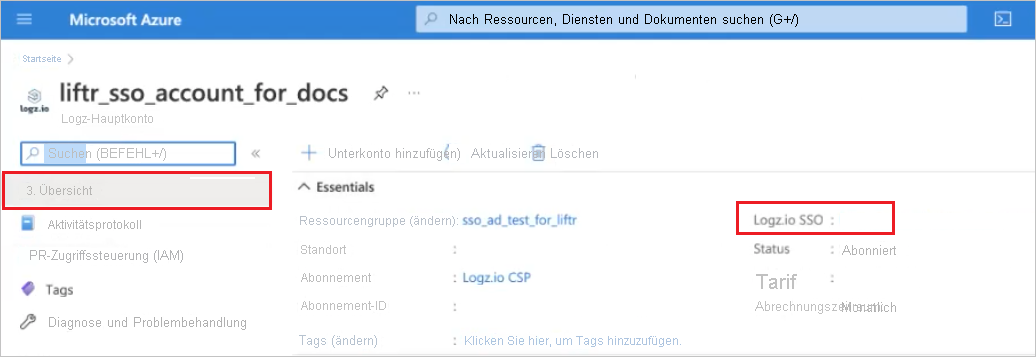 Microsoft Azure
Nach Ressourcen, Diensten und Dokumenten suchen (G+/)
Startseite
logz.io
liftr_sso_account_for_docs
...
Logz-Hauptkonto
Suchen (BEFEHL+/)
«
Unterkonto hinzufügen)
Aktualisieren
Löschen
3. Übersicht
Aktivitätsprotokoll
PR-Zugriffssteuerung (IAM)
Tags
Diagnose und Problembehandlung
Essentials
Ressourcengruppe (ändern): sso_ad_test_for_liftr
Standort :
Abonnement : Logz.io CSP
Abonnement-ID :
Tags (ändern) : Klicken Sie hier, um Tags hinzuzufügen.
Logz.io SSO :
Status : Abonniert
Tarif :
Abrechnungszeitraum: Monatlich